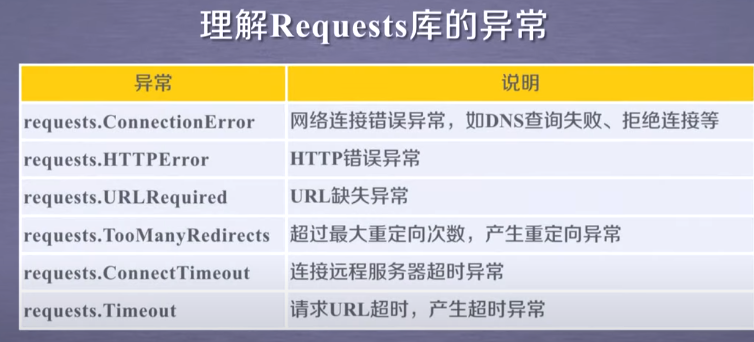 理解Requests库的异常
异常 说明
requests.ConnectionError 网络连接错误异常，如DNS查询失败、拒绝连接等
requests.HTTPError HTTP错误异常
requests.URLRequired URL缺失异常
requests.TooManyRedirects 超过最大重定向次数，产生重定向异常
requests.ConnectTimeout 连接远程服务器超时异常
requests.Timeout 请求URL超时，产生超时异常